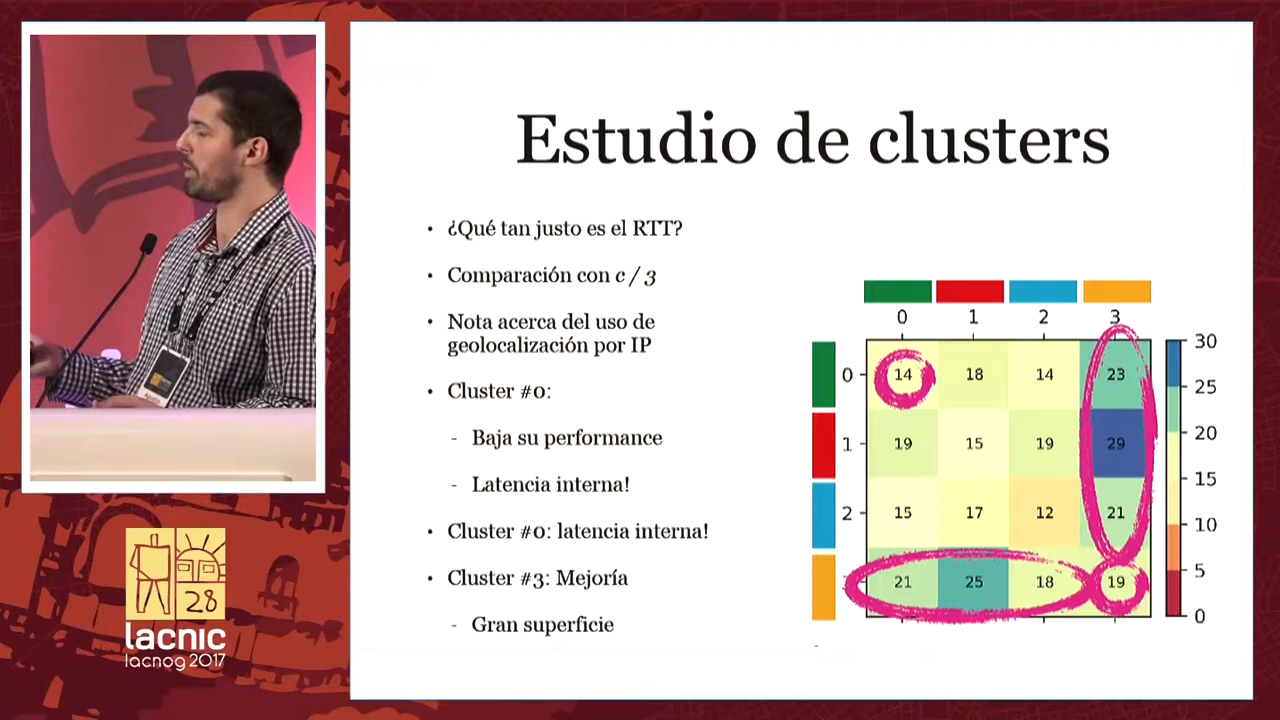 Estudio de clusters
• ¿Qué tan justo es el RTT?
• Comparación con c / 3
• Nota acerca del uso de
geolocalización por IP
• Cluster #0:
- Baja su performance
- Latencia interna!
• Cluster #0: latencia interna!
• Cluster #3: Mejoría
- Gran superficie
0 1 2 3
0 14 18 14 23
1 19 15 19 29
2 15 17 12 21
21 25 18 19
30
25
20
15
10
5
0
28
lacnic
lacnog 2017